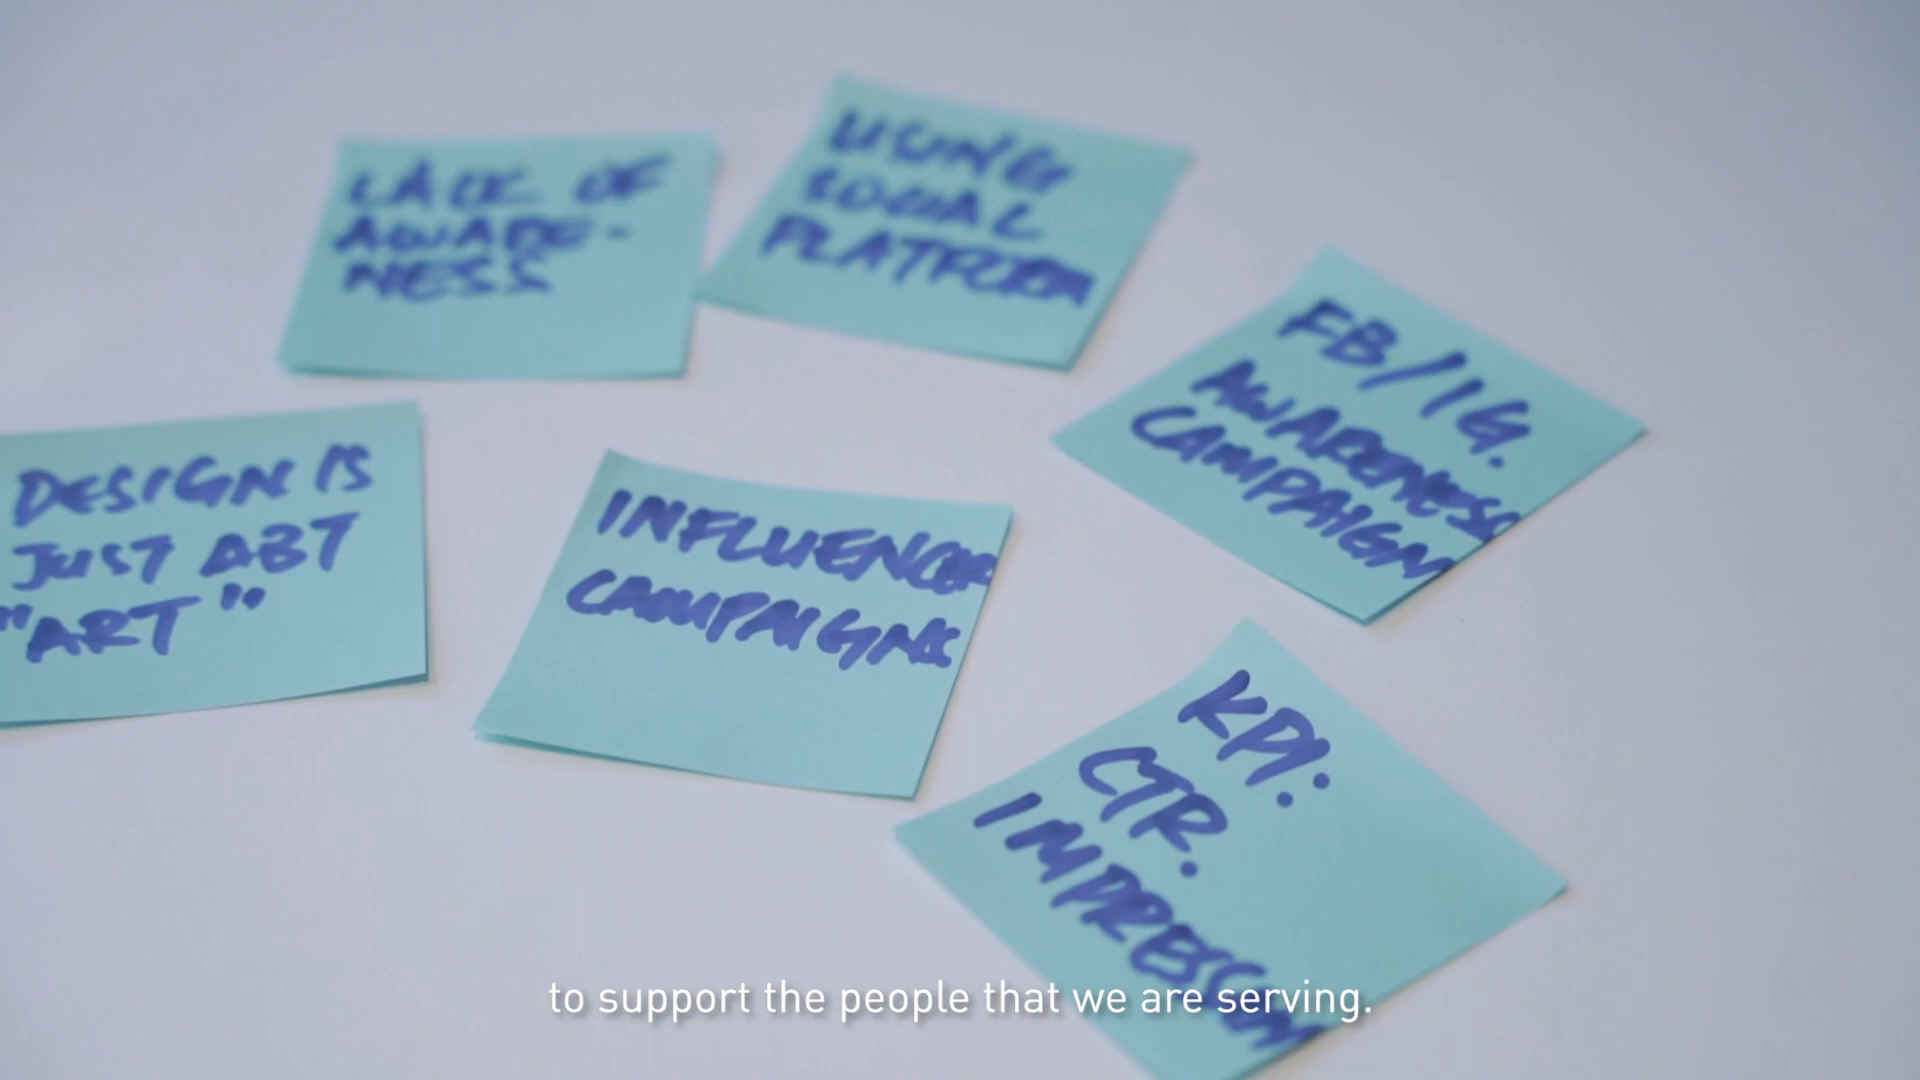 LACK OF
AWARE-
NESS
USING
SOCIAL
PLATFORM
FB/IG.
AWARENESS
CAMPAIGN
DESIGN IS
JUST ABT
"ART"
INFLUENCER
CAMPAIGNS
KPI:
CTR.
IMPRESSION
to support the people that we are serving.